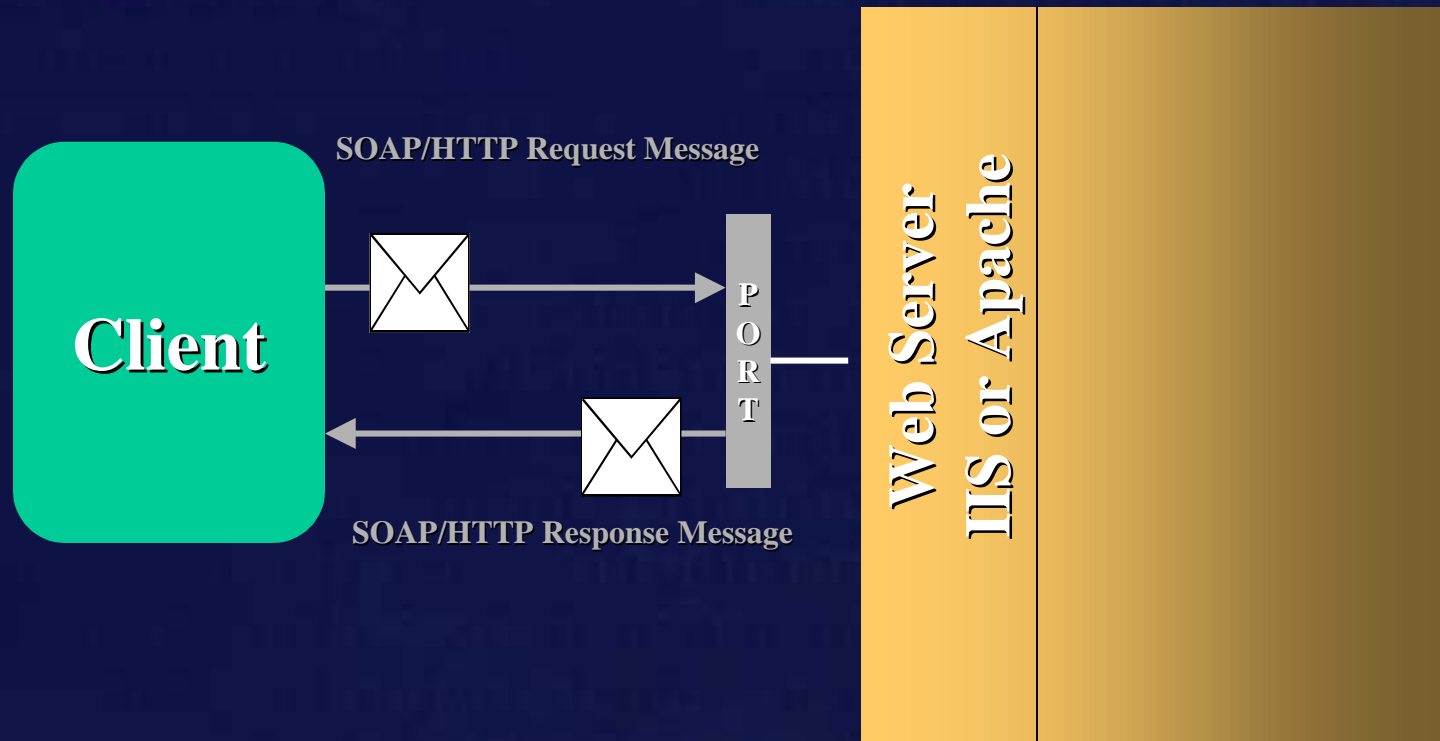 SOAP/HTTP Request Message
Client
P
O
R
T
SOAP/HTTP Response Message
Web Server
IIS or Apache